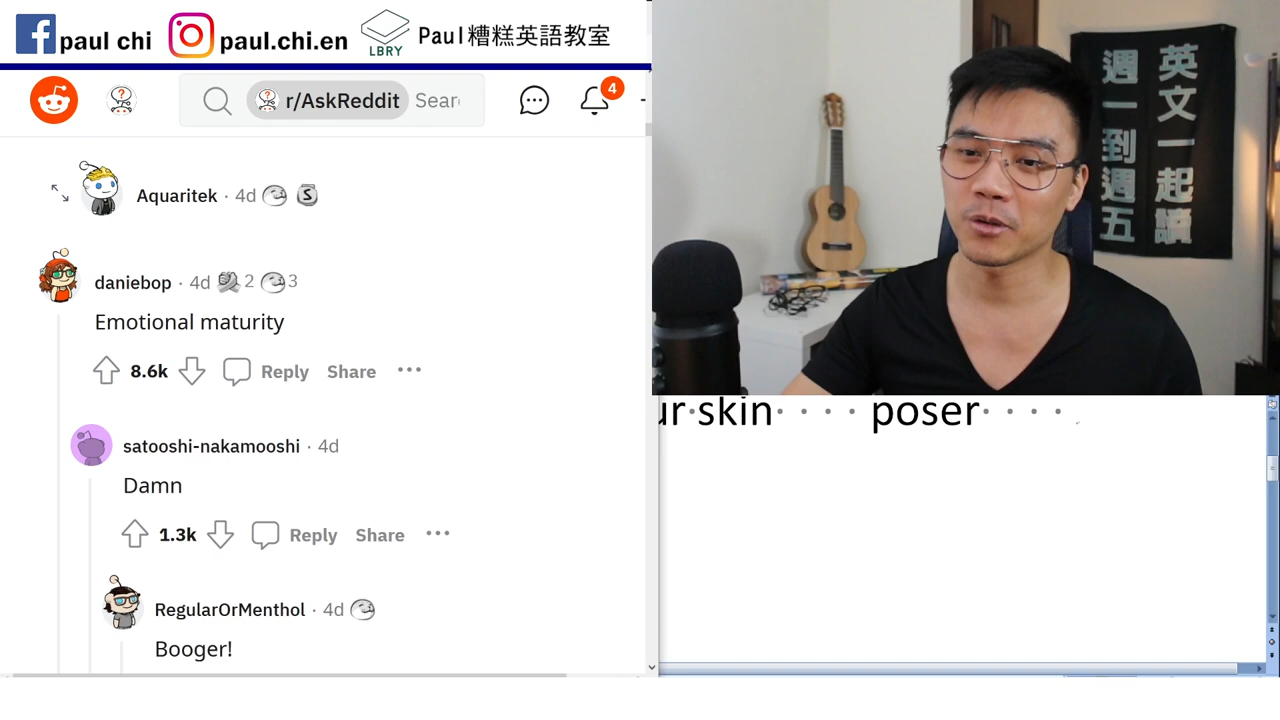 paul chi
paul.chi.en
LBRY
Paul糟糕英語教室
r/AskReddit
Sear
4
Aquaritek · 4d
S
daniebop · 4d 2 3
Emotional maturity
8.6k Reply Share ···
satooshi-nakamooshi · 4d
Damn
1.3k Reply Share ···
RegularOrMenthol · 4d
Booger!
英文一起讀
週一到週五
ur·skin · · · · poser · · · ·